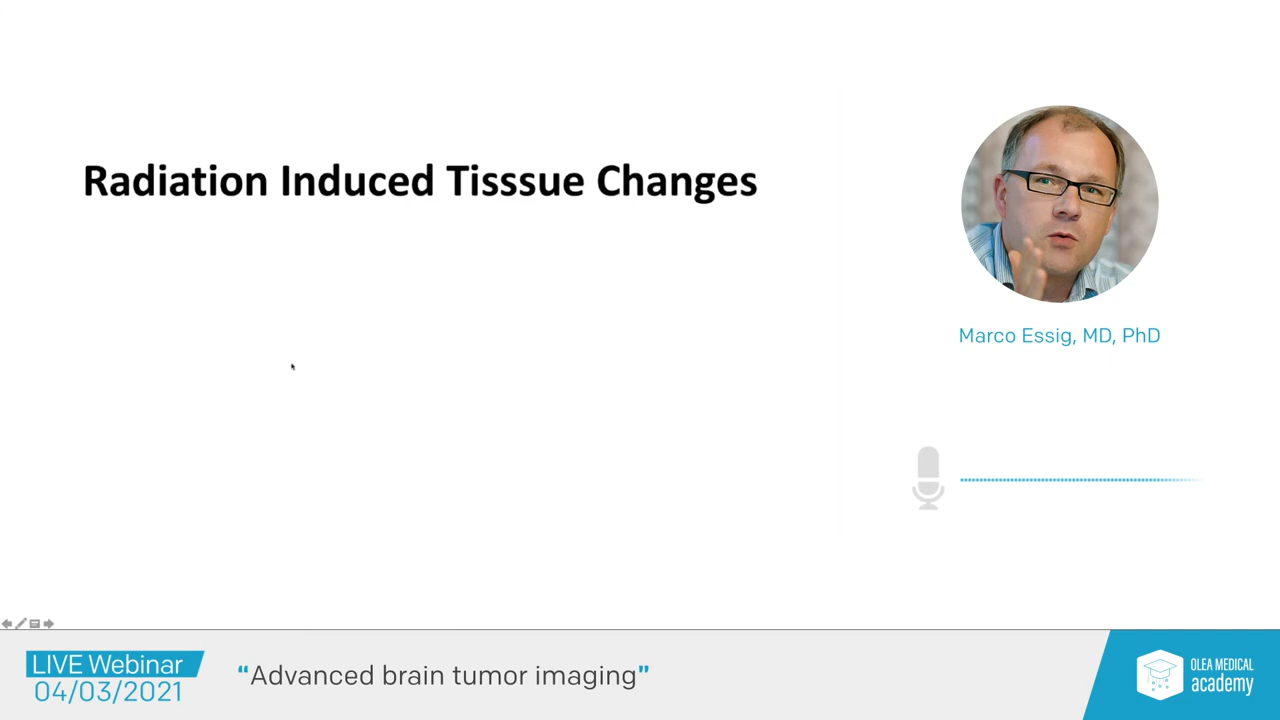 Radiation Induced Tisssue Changes
Marco Essig, MD, PhD
LIVE Webinar
04/03/2021
“Advanced brain tumor imaging”
OLEA MEDICAL
academy